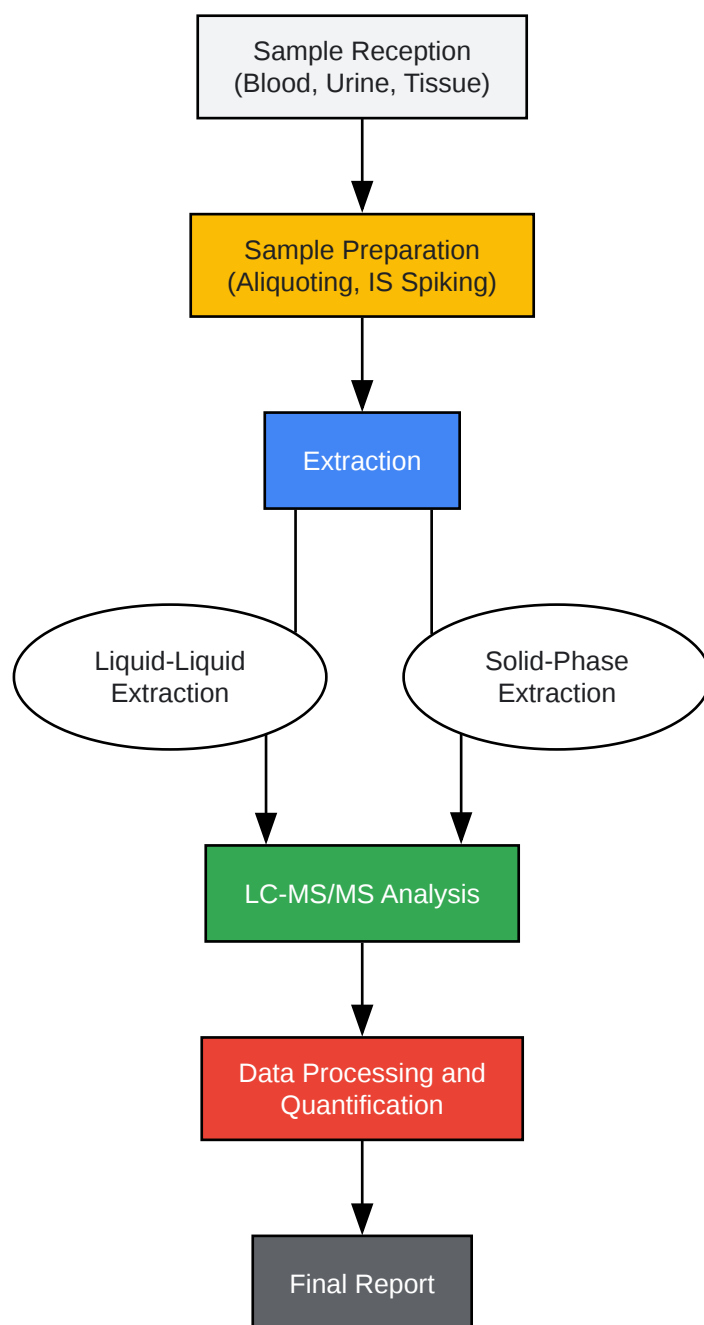 Sample Reception
(Blood, Urine, Tissue)
Sample Preparation
(Aliquoting, IS Spiking)
Extraction
Liquid-Liquid
Extraction
Solid-Phase
Extraction
LC-MS/MS Analysis
Data Processing and
Quantification
Final Report